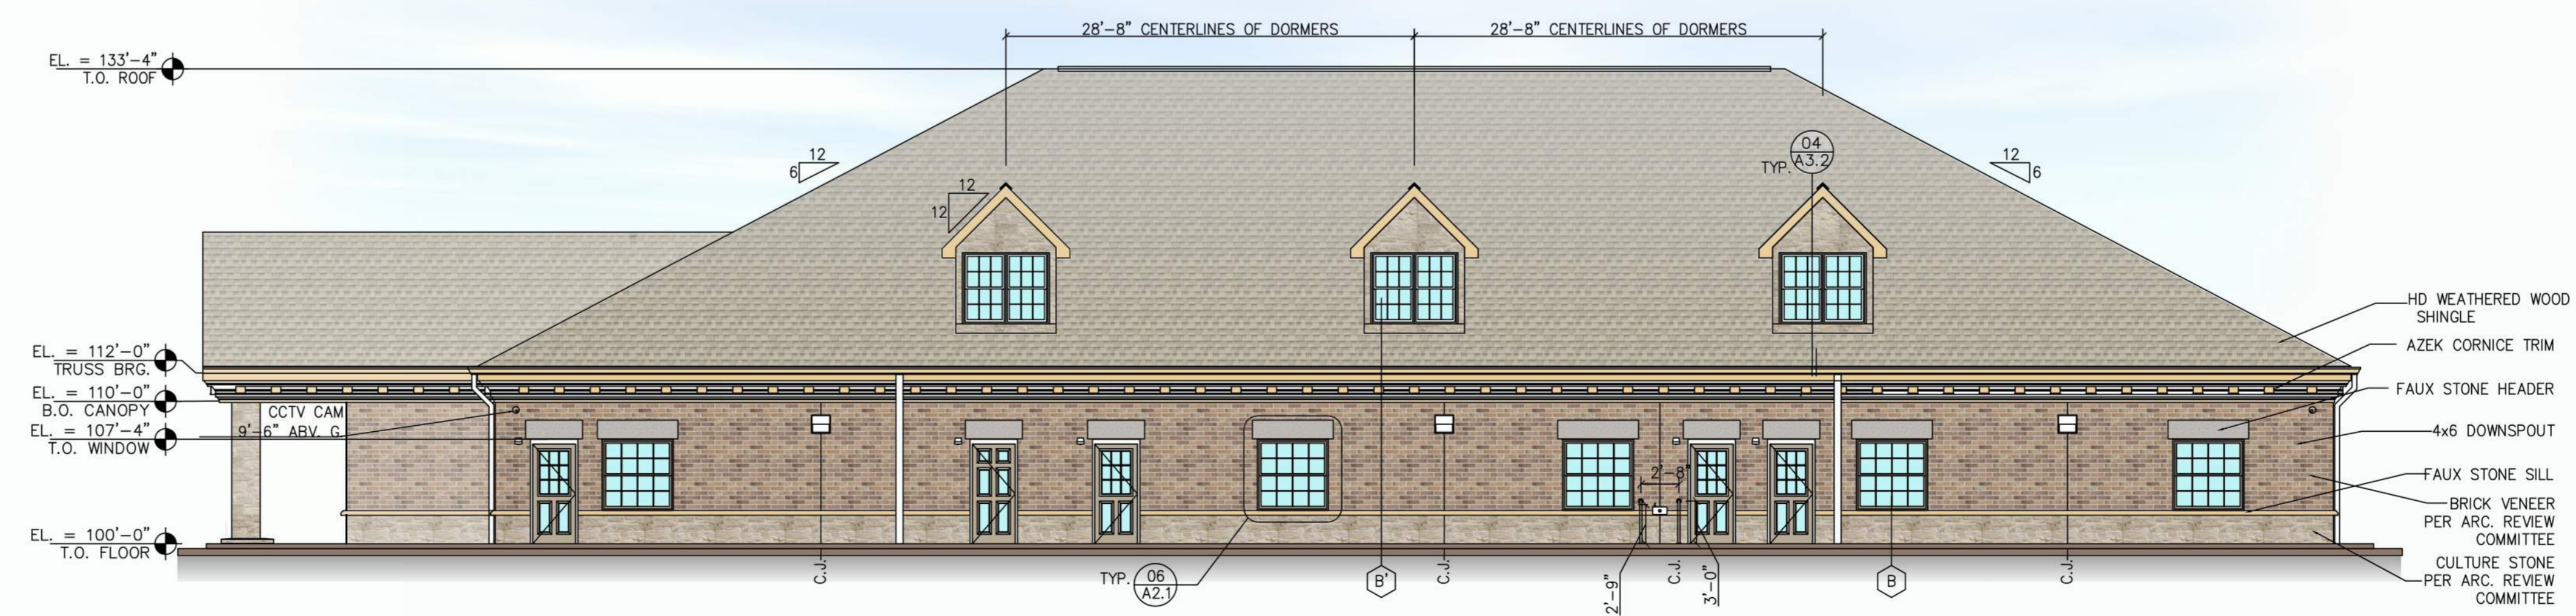 28'-8" CENTERLINES OF DORMERS
28'-8" CENTERLINES OF DORMERS
EL. = 133'-4"
T.O. ROOF
12
6
12
12
04
TYP. A3.2
12
6
HD WEATHERED WOOD
SHINGLE
AZEK CORNICE TRIM
FAUX STONE HEADER
4x6 DOWNSPOUT
FAUX STONE SILL
BRICK VENEER
PER ARC. REVIEW
COMMITTEE
CULTURE STONE
PER ARC. REVIEW
COMMITTEE
EL. = 112'-0"
TRUSS BRG.
EL. = 110'-0"
B.O. CANOPY
EL. = 107'-4"
T.O. WINDOW
CCTV CAM
9'-6" ABV. G.
EL. = 100'-0"
T.O. FLOOR
2'-8"
C.J.
TYP. 06
A2.1
B'
C.J.
2'-9"
C.J.
3'-0"
B
C.J.